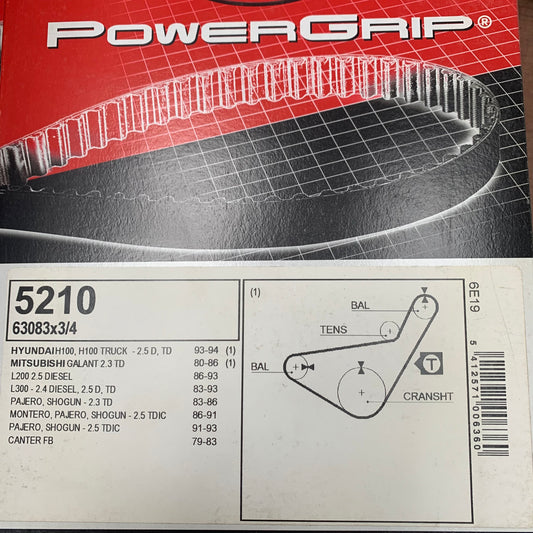 POWERGRIP®
5210
63083x3/4
HYUNDAI H100, H100 TRUCK - 2.5 D, TD 93-94 (1)
MITSUBISHI GALANT 2.3 TD 80-86 (1)
L200 2.5 DIESEL 86-93
L300 - 2.4 DIESEL, 2.5 D, TD 83-93
PAJERO, SHOGUN - 2.3 TD 83-86
MONTERO, PAJERO, SHOGUN - 2.5 TDIC 86-91
PAJERO, SHOGUN - 2.5 TDIC 91-93
CANTER FB 79-83
(1)
BAL
TENS
BAL
T
CRANSHT
6E19
5 412571 006360